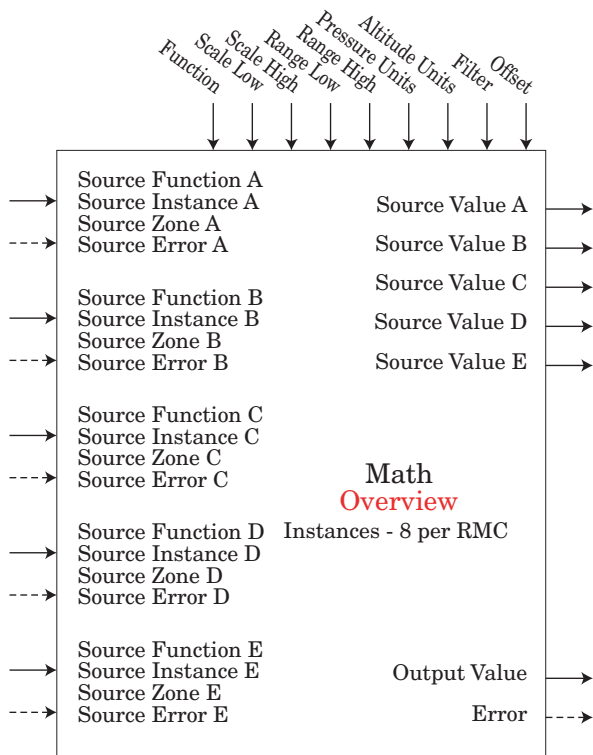 Function
Scale Low
Scale High
Range Low
Range High
Pressure Units
Altitude Units
Filter
Offset
Source Function A
Source Instance A
Source Zone A
Source Error A
Source Function B
Source Instance B
Source Zone B
Source Error B
Source Function C
Source Instance C
Source Zone C
Source Error C
Source Function D
Source Instance D
Source Zone D
Source Error D
Source Function E
Source Instance E
Source Zone E
Source Error E
Source Value A
Source Value B
Source Value C
Source Value D
Source Value E
Math
Overview
Instances - 8 per RMC
Output Value
Error